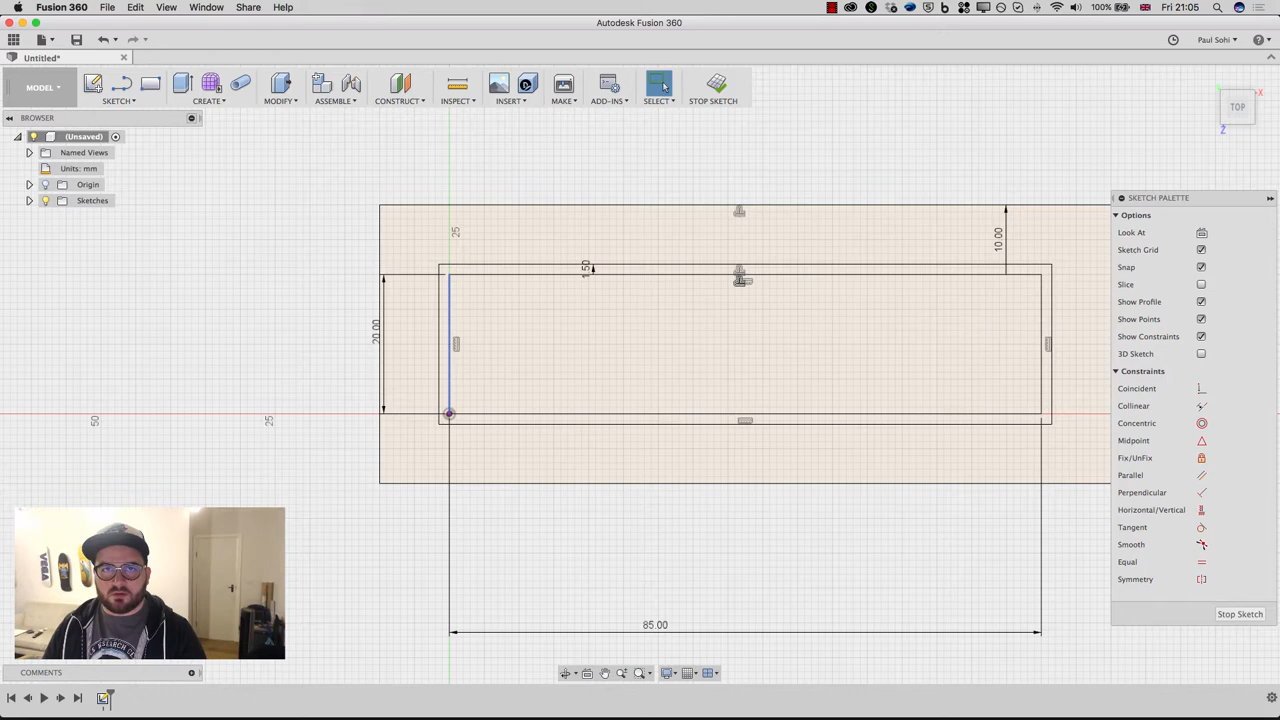 Fusion 360 File Edit View Window Share Help 100% Fri 21:05
Autodesk Fusion 360
Paul Sohi
Untitled*
MODEL
SKETCH CREATE MODIFY ASSEMBLE CONSTRUCT INSPECT INSERT MAKE ADD-INS SELECT STOP SKETCH
BROWSER
(Unsaved)
Named Views
Units: mm
Origin
Sketches
TOP
X
Z
SKETCH PALETTE
Options
Look At
Sketch Grid
Snap
Slice
Show Profile
Show Points
Show Constraints
3D Sketch
Constraints
Coincident
Collinear
Concentric
Midpoint
Fix/UnFix
Parallel
Perpendicular
Horizontal/Vertical
Tangent
Smooth
Equal
Symmetry
Stop Sketch
25
10.00
1.50
20.00
50
25
85.00
VEGA
COMMENTS